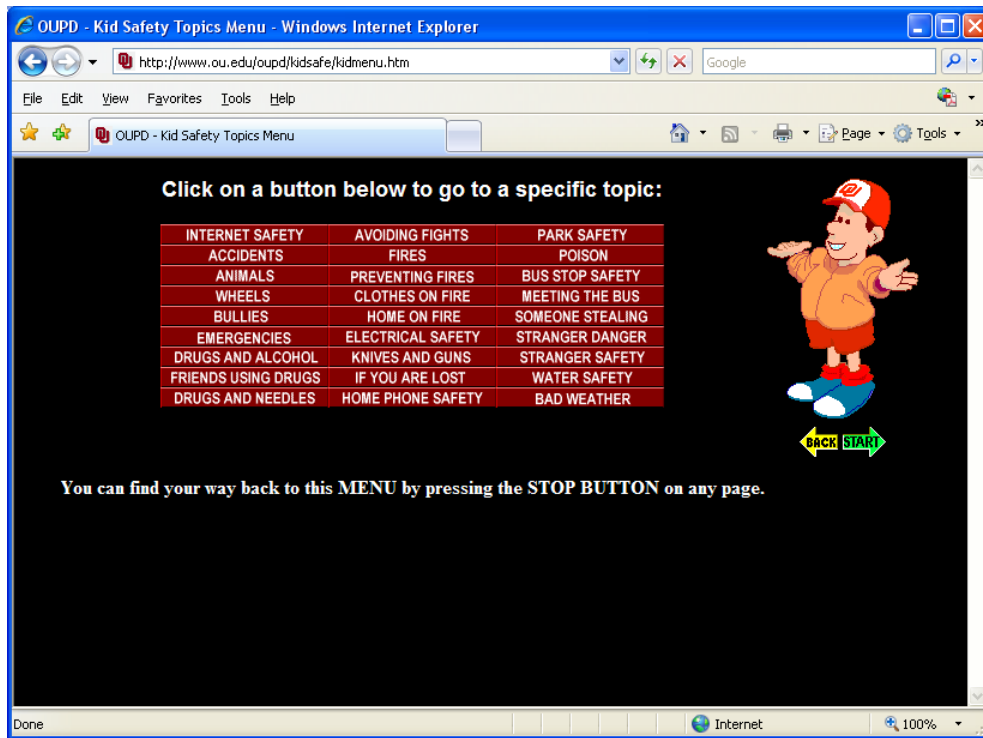 OUPD - Kid Safety Topics Menu - Windows Internet Explorer
http://www.ou.edu/oupd/kidsafe/kidmenu.htm
Google
File Edit View Favorites Tools Help
OUPD - Kid Safety Topics Menu
Page Tools
Click on a button below to go to a specific topic:
INTERNET SAFETY AVOIDING FIGHTS PARK SAFETY
ACCIDENTS FIRES POISON
ANIMALS PREVENTING FIRES BUS STOP SAFETY
WHEELS CLOTHES ON FIRE MEETING THE BUS
BULLIES HOME ON FIRE SOMEONE STEALING
EMERGENCIES ELECTRICAL SAFETY STRANGER DANGER
DRUGS AND ALCOHOL KNIVES AND GUNS STRANGER SAFETY
FRIENDS USING DRUGS IF YOU ARE LOST WATER SAFETY
DRUGS AND NEEDLES HOME PHONE SAFETY BAD WEATHER
BACK START
You can find your way back to this MENU by pressing the STOP BUTTON on any page.
Done Internet 100%